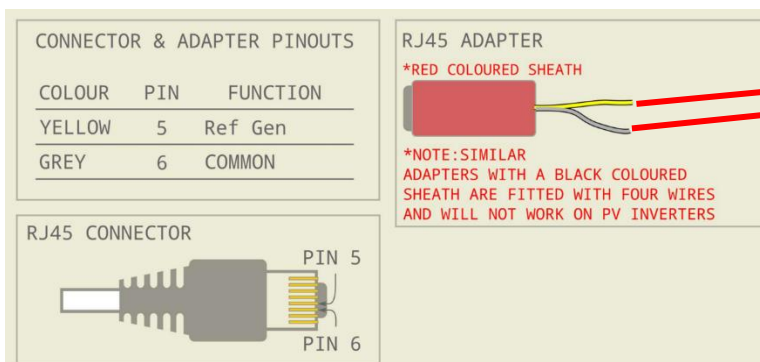 CONNECTOR & ADAPTER PINOUTS
COLOUR PIN FUNCTION
YELLOW 5 Ref Gen
GREY 6 COMMON
RJ45 ADAPTER
*RED COLOURED SHEATH
*NOTE:SIMILAR
ADAPTERS WITH A BLACK COLOURED
SHEATH ARE FITTED WITH FOUR WIRES
AND WILL NOT WORK ON PV INVERTERS
RJ45 CONNECTOR
PIN 5
PIN 6